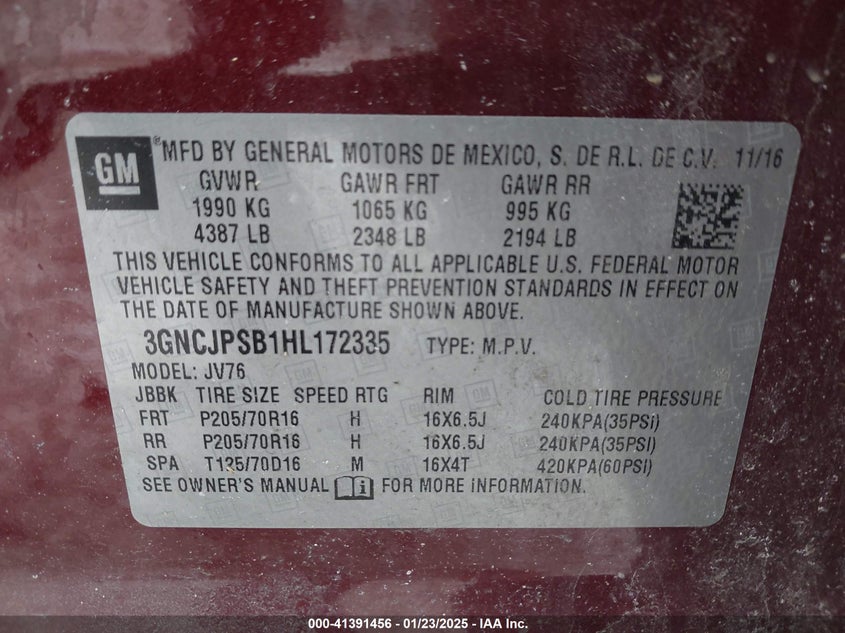 GM
® MFD BY GENERAL MOTORS DE MEXICO, S. DE R.L. DE C.V. 11/16
GVWR GAWR FRT GAWR RR
1990 KG 1065 KG 995 KG
4387 LB 2348 LB 2194 LB
THIS VEHICLE CONFORMS TO ALL APPLICABLE U.S. FEDERAL MOTOR
VEHICLE SAFETY AND THEFT PREVENTION STANDARDS IN EFFECT ON
THE DATE OF MANUFACTURE SHOWN ABOVE.
3GNCJPSB1HL172335 TYPE: M.P.V.
MODEL: JV76
JBBK TIRE SIZE SPEED RTG RIM COLD TIRE PRESSURE
FRT P205/70R16 H 16X6.5J 240KPA(35PSI)
RR P205/70R16 H 16X6.5J 240KPA(35PSI)
SPA T125/70D16 M 16X4T 420KPA(60PSI)
SEE OWNER'S MANUAL FOR MORE INFORMATION.
000-41391456 / 01/23/2025 - IAA Inc.